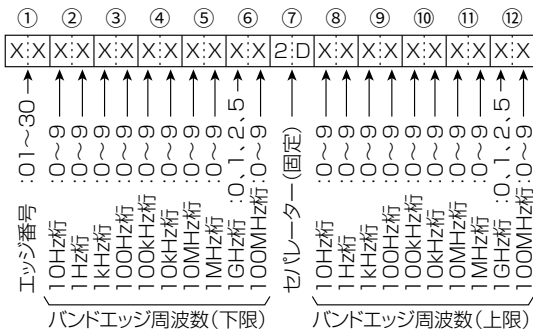 ① ② ③ ④ ⑤ ⑥ ⑦ ⑧ ⑨ ⑩ ⑪ ⑫
X X X X X X X X X X X X 2 D X X X X X X X X X X
エッジ番号 :01~30
10Hz桁 :0~9
1Hz桁 :0~9
1kHz桁 :0~9
100Hz桁 :0~9
100kHz桁 :0~9
10kHz桁 :0~9
10MHz桁 :0~9
1MHz桁 :0~9
1GHz桁 :0、1、2、5
100MHz桁:0~9
セパレーター(固定)
10Hz桁 :0~9
1Hz桁 :0~9
1kHz桁 :0~9
100Hz桁 :0~9
100kHz桁 :0~9
10kHz桁 :0~9
10MHz桁 :0~9
1MHz桁 :0~9
1GHz桁 :0、1、2、5
100MHz桁:0~9
バンドエッジ周波数(下限) バンドエッジ周波数(上限)